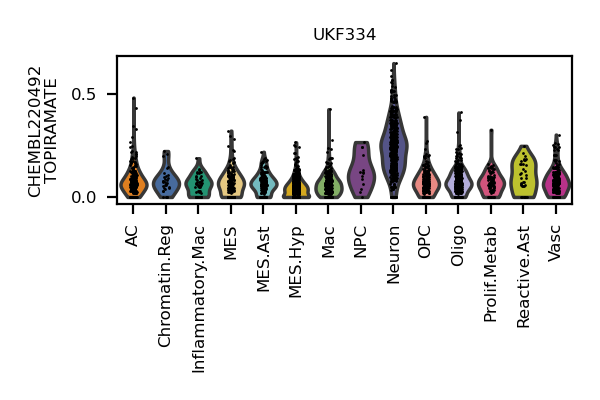 UKF334
CHEMBL220492
TOPIRAMATE
0.5
0.0
AC
Chromatin.Reg
Inflammatory.Mac
MES
MES.Ast
MES.Hyp
Mac
NPC
Neuron
OPC
Oligo
Prolif.Metab
Reactive.Ast
Vasc